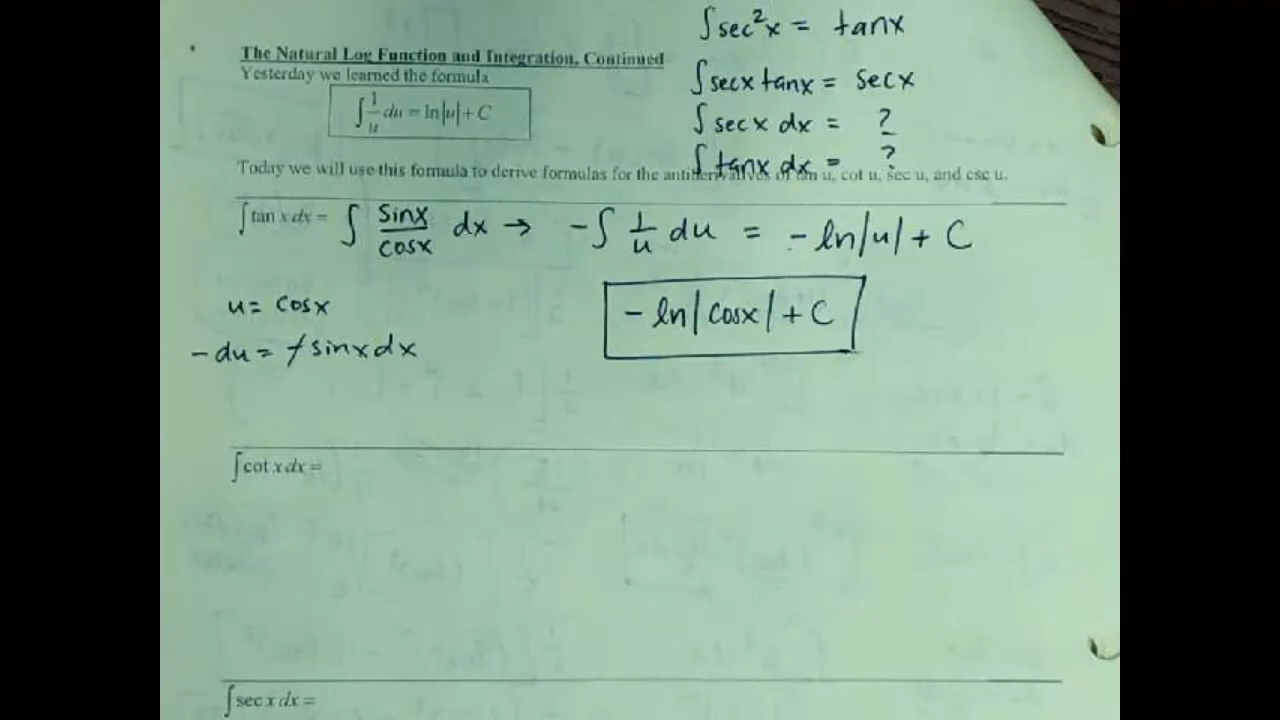 ∫sec²x = tanx
The Natural Log Function and Integration, Continued
Yesterday we learned the formula
∫secx tanx = secx
∫ 1/u du = ln|u| + C
∫ secx dx = ?
∫ tanx dx = ?
Today we will use this formula to derive formulas for the antiderivatives of tan u, cot u, sec u, and csc u.
∫ tan x dx = ∫ sinx/cosx dx → -∫ 1/u du = -ln|u| + C
u = cosx
-ln|cosx| + C
-du = -sinx dx
∫ cot x dx =
∫ sec x dx =